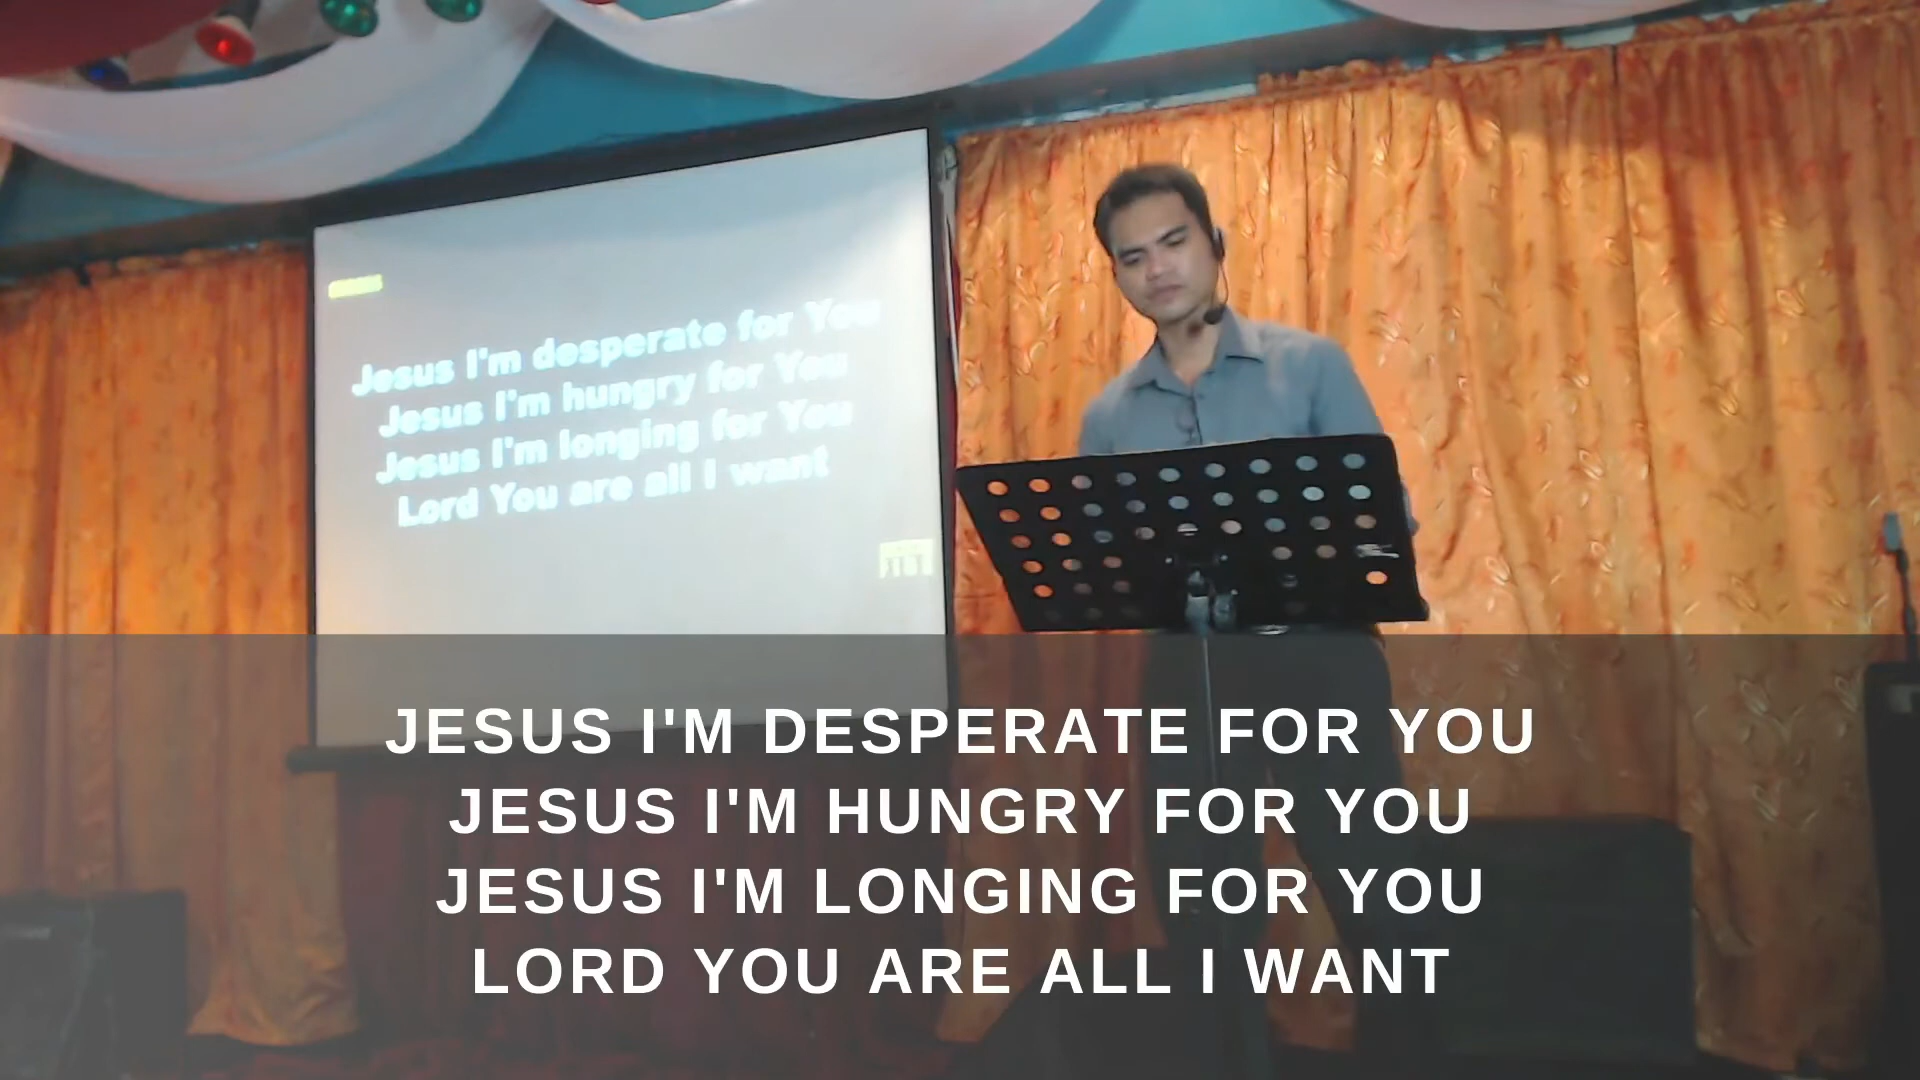 Jesus I'm desperate for You
Jesus I'm hungry for You
Jesus I'm longing for You
Lord You are all I want
JESUS I'M DESPERATE FOR YOU
JESUS I'M HUNGRY FOR YOU
JESUS I'M LONGING FOR YOU
LORD YOU ARE ALL I WANT